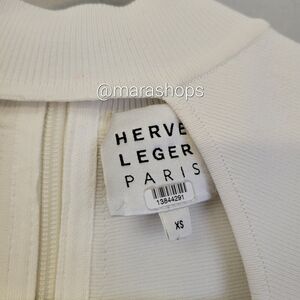 @marashops
HERVE
LEGER
PARIS
13844291
XS